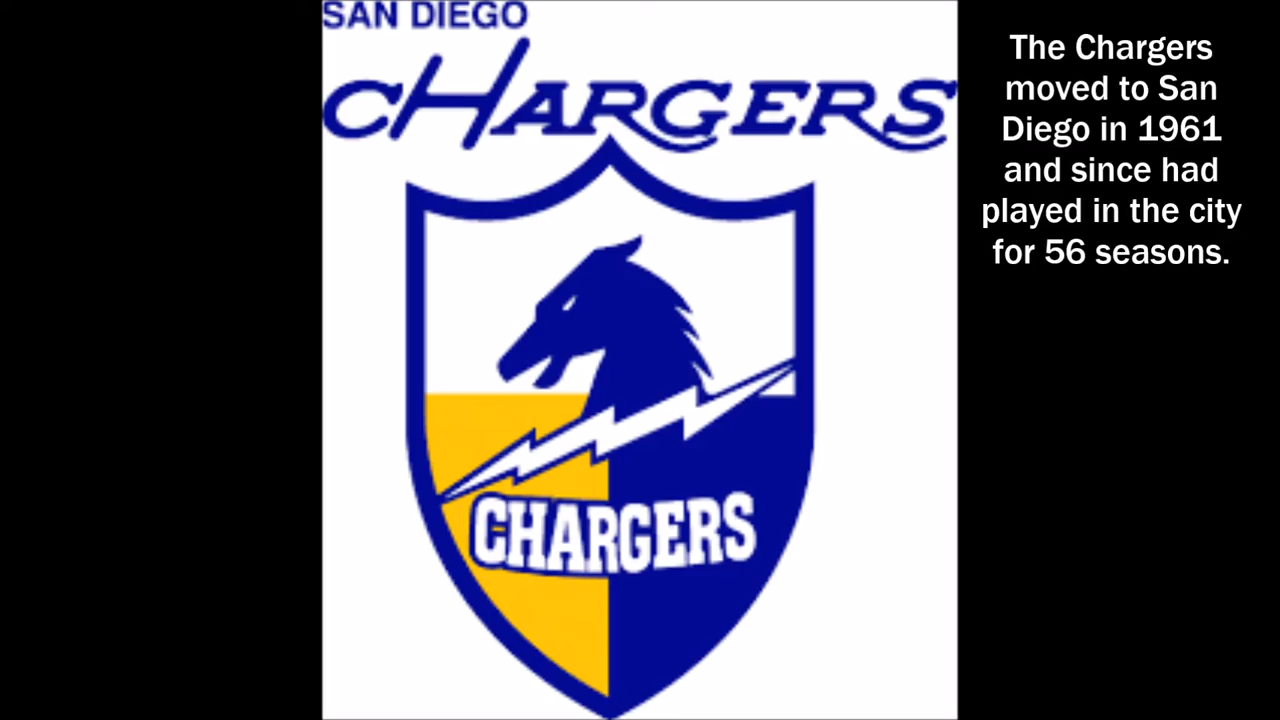 SAN DIEGO
CHARGERS
CHARGERS
The Chargers
moved to San
Diego in 1961
and since had
played in the city
for 56 seasons.